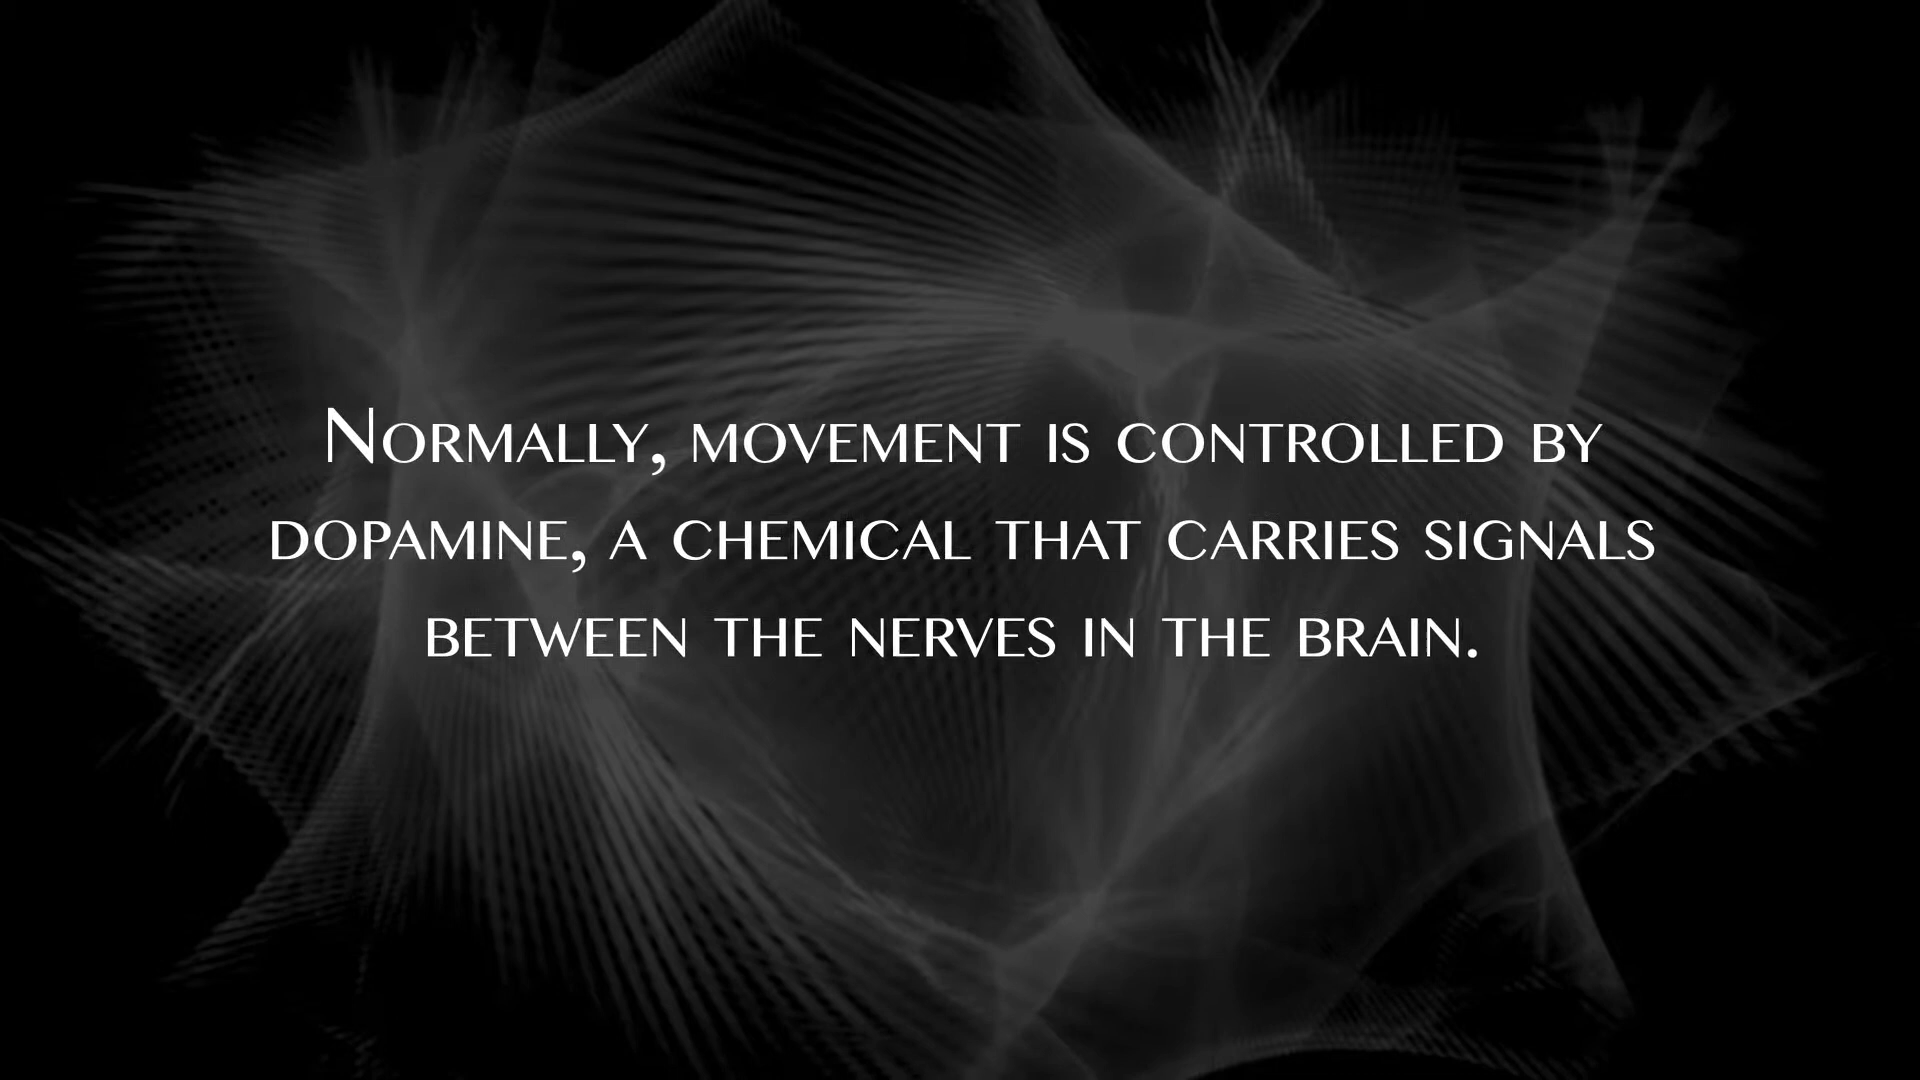 Normally, movement is controlled by
dopamine, a chemical that carries signals
between the nerves in the brain.